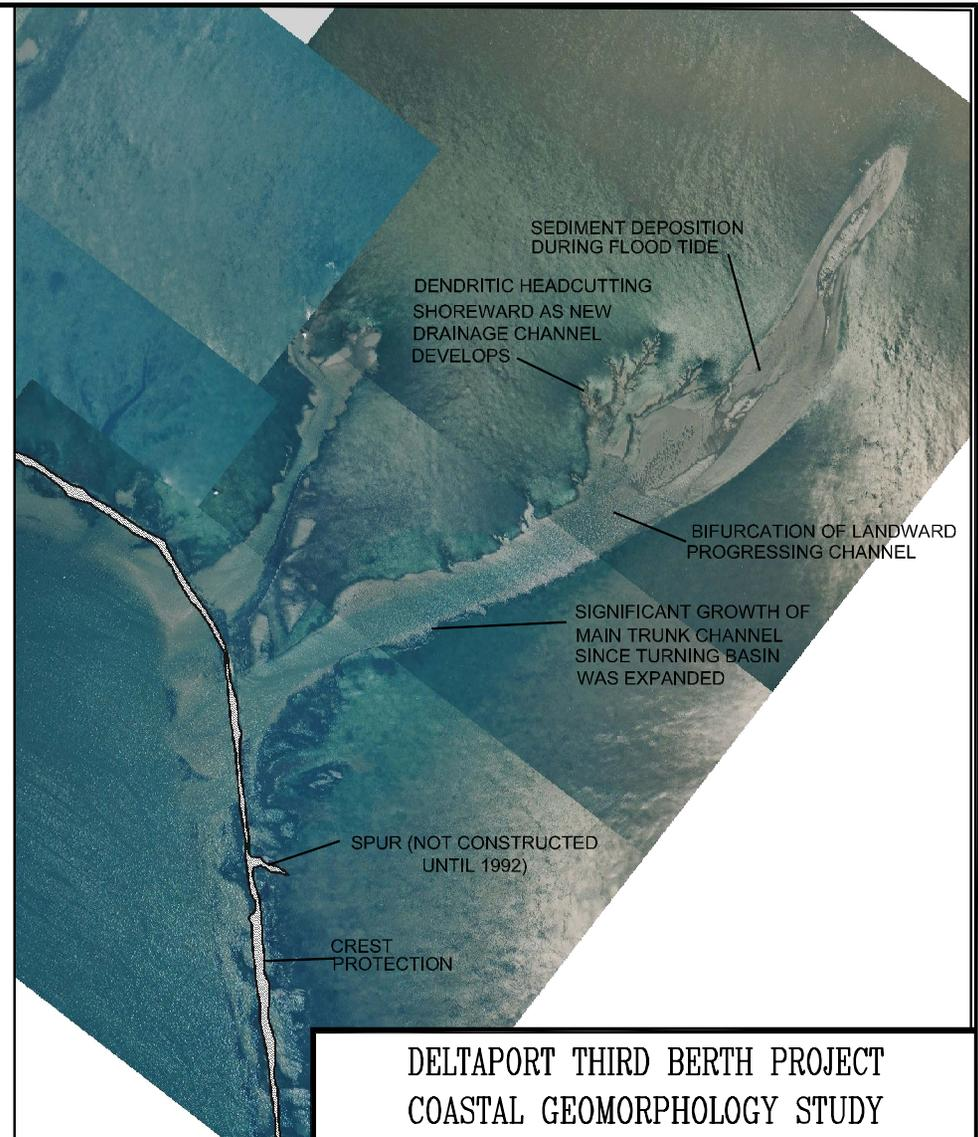 SEDIMENT DEPOSITION
DURING FLOOD TIDE
DENDRITIC HEADCUTTING
SHOREWARD AS NEW
DRAINAGE CHANNEL
DEVELOPS
BIFURCATION OF LANDWARD
PROGRESSING CHANNEL
SIGNIFICANT GROWTH OF
MAIN TRUNK CHANNEL
SINCE TURNING BASIN
WAS EXPANDED
SPUR (NOT CONSTRUCTED
UNTIL 1992)
CREST
PROTECTION
DELTAPORT THIRD BERTH PROJECT
COASTAL GEOMORPHOLOGY STUDY